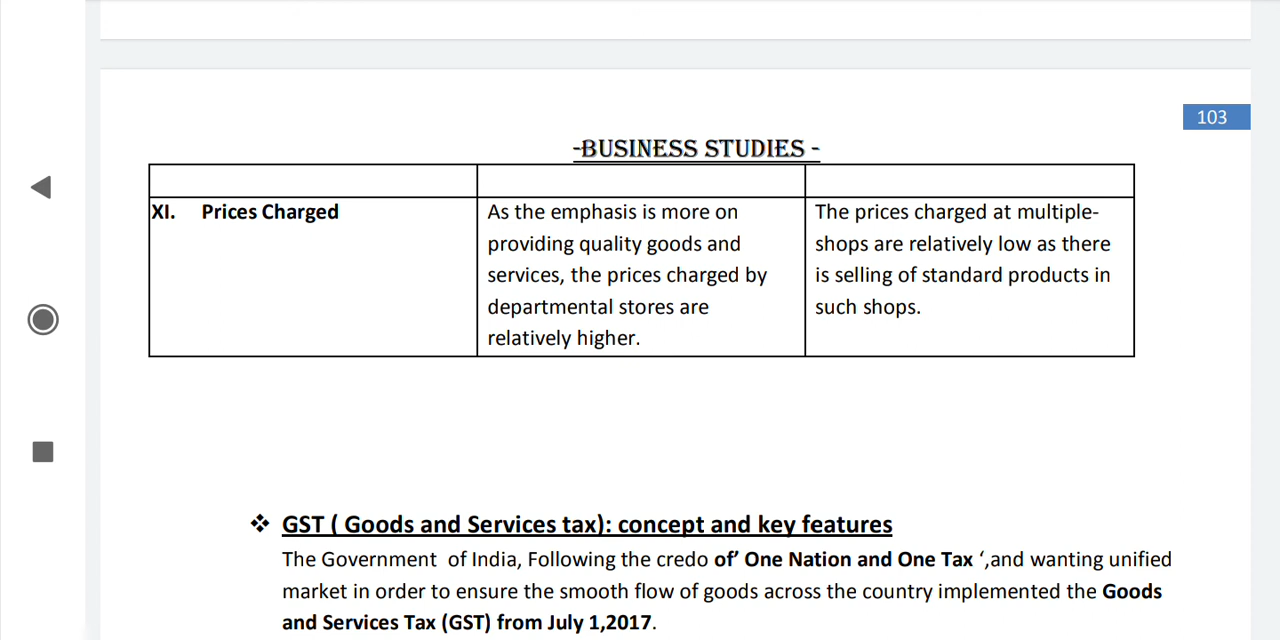 103
-BUSINESS STUDIES -
XI. Prices Charged
As the emphasis is more on
providing quality goods and
services, the prices charged by
departmental stores are
relatively higher.
The prices charged at multiple-
shops are relatively low as there
is selling of standard products in
such shops.
❖ GST ( Goods and Services tax): concept and key features
The Government  of India, Following the credo of’ One Nation and One Tax ‘,and wanting unified
market in order to ensure the smooth flow of goods across the country implemented the Goods
and Services Tax (GST) from July 1,2017.